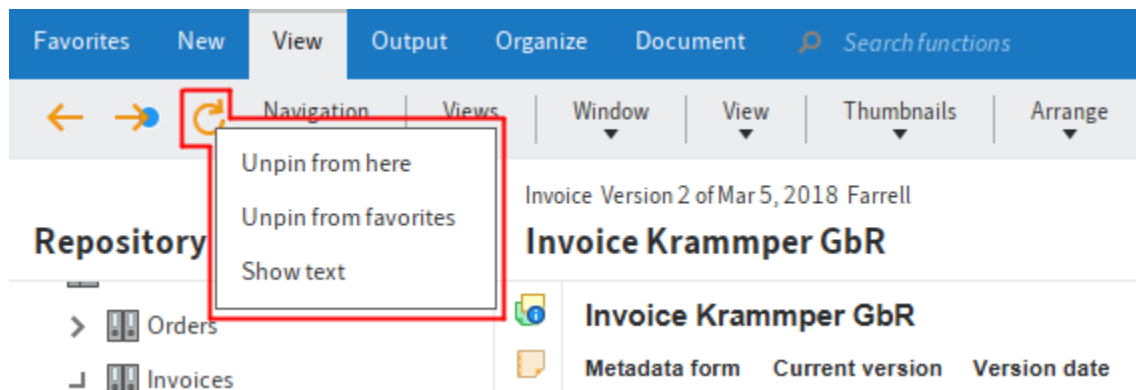 Favorites New View Output Organize Document Search functions
Navigation Views Window View Thumbnails Arrange
Unpin from here
Unpin from favorites
Show text
Invoice Version 2 of Mar 5, 2018 Farrell
Repository
Invoice Krammper GbR
Orders
Invoices
Invoice Krammper GbR
Metadata form Current version Version date